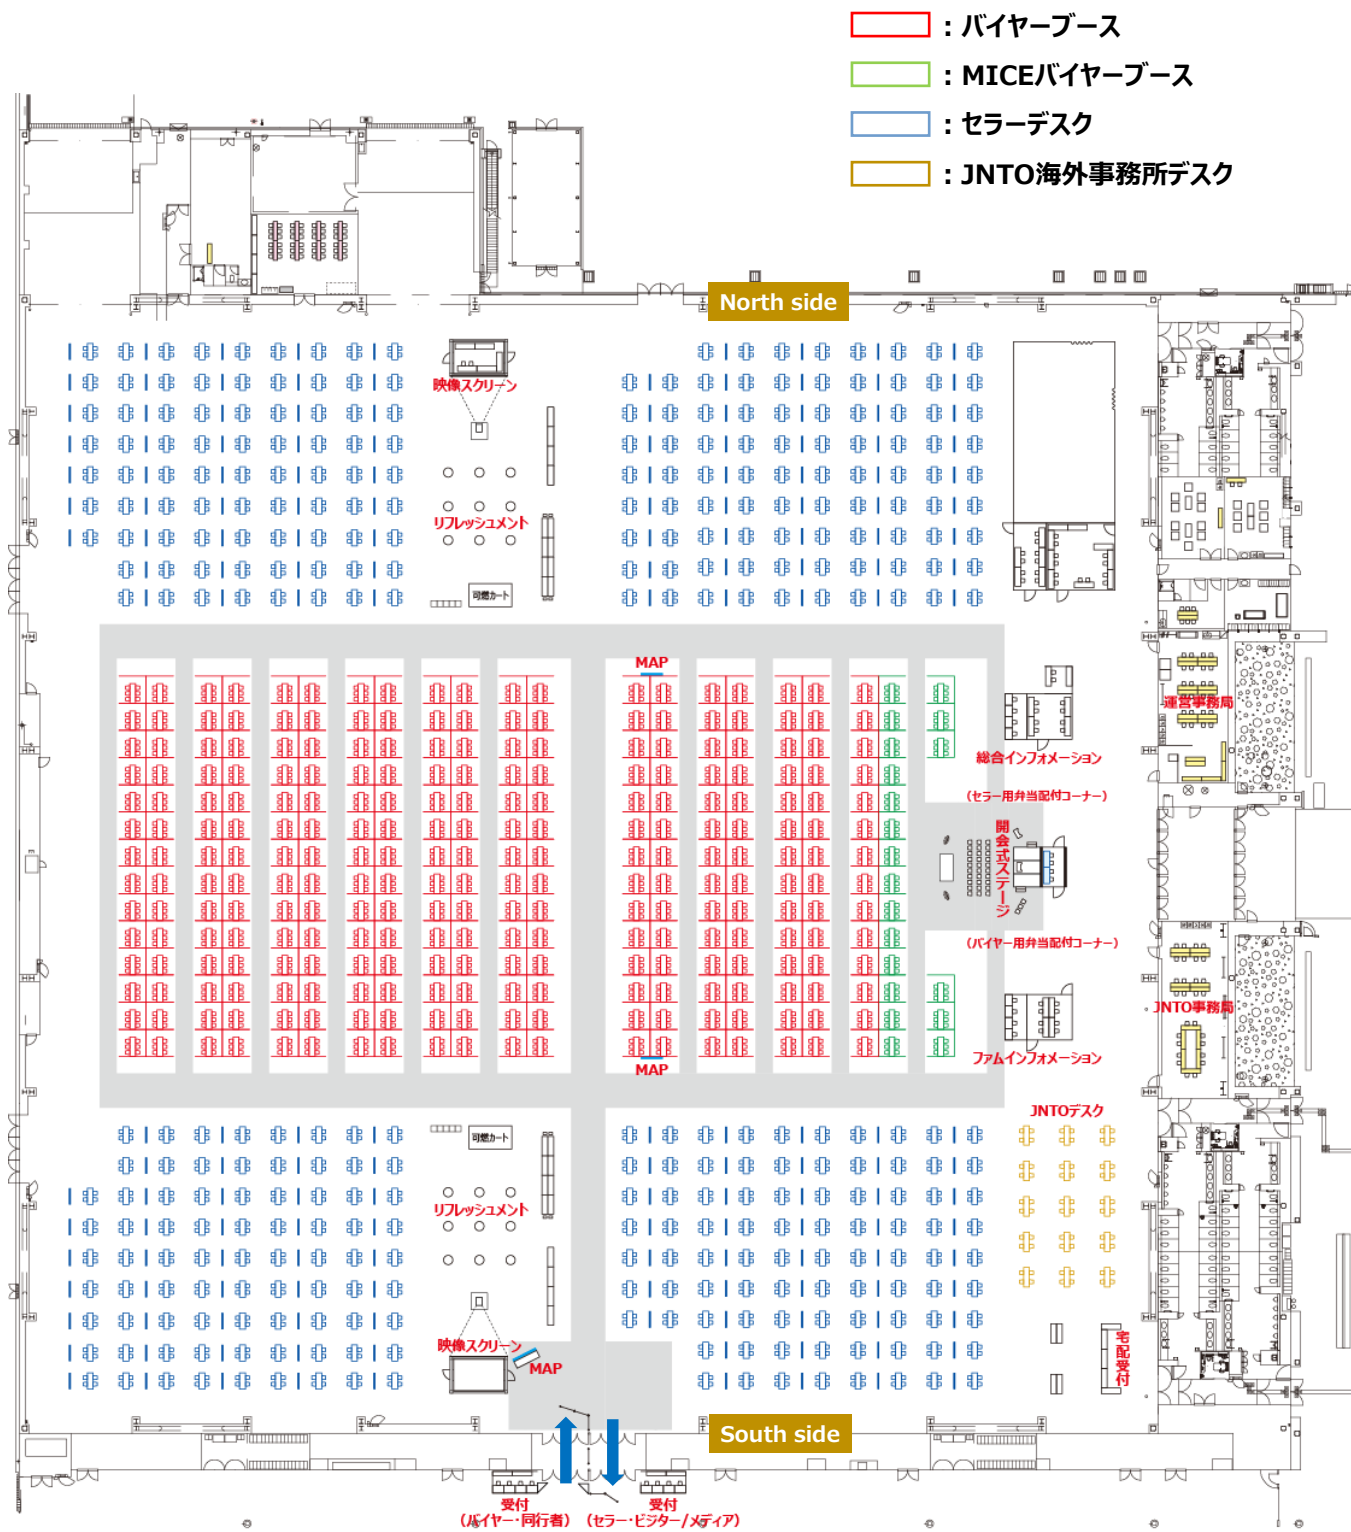 ：バイヤーブース
：MICEバイヤーブース
：セラーデスク
：JNTO海外事務所デスク
North side
映像スクリーン
リフレッシュメント
可燃カート
MAP
運営事務局
総合インフォメーション
（セラー用弁当配付コーナー）
開会式ステージ
（バイヤー用弁当配付コーナー）
JNTO事務局
ファムインフォメーション
MAP
JNTOデスク
可燃カート
リフレッシュメント
映像スクリーン
MAP
宅配受付
South side
受付
（バイヤー・同行者）
受付
（セラー・ビジター/メディア）